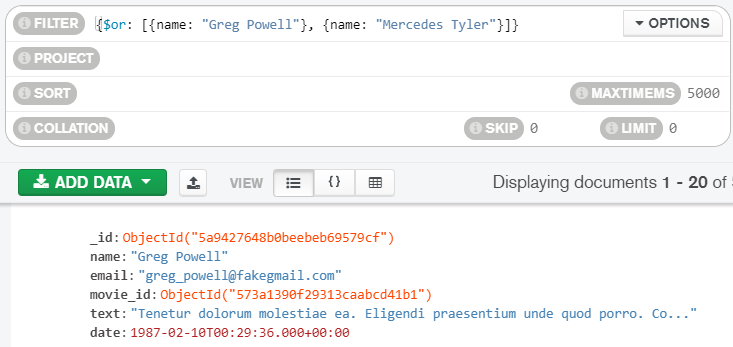 FILTER {$or: [{name: "Greg Powell"}, {name: "Mercedes Tyler"}]} OPTIONS
PROJECT
SORT MAXTIMEMS 5000
COLLATION SKIP 0 LIMIT 0
ADD DATA VIEW {} Displaying documents 1 - 20 of
_id: ObjectId("5a9427648b0beebeb69579cf")
name: "Greg Powell"
email: "greg_powell@fakegmail.com"
movie_id: ObjectId("573a1390f29313caabcd41b1")
text: "Tenetur dolorum molestiae ea. Eligendi praesentium unde quod porro. Co..."
date: 1987-02-10T00:29:36.000+00:00